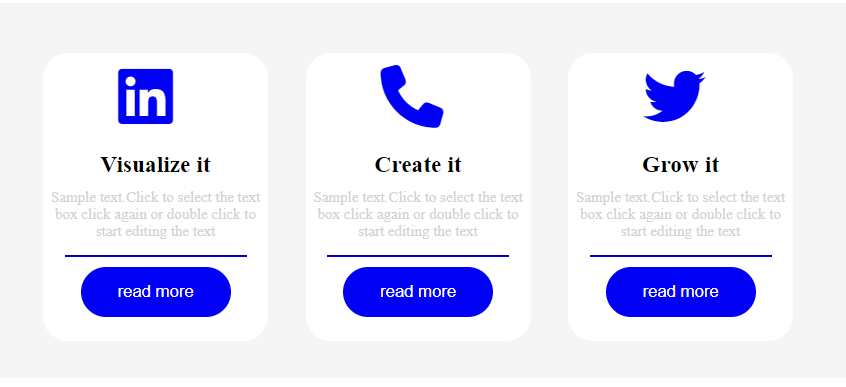 in
Visualize it
Sample text.Click to select the text
box click again or double click to
start editing the text
read more
Create it
Sample text.Click to select the text
box click again or double click to
start editing the text
read more
Grow it
Sample text.Click to select the text
box click again or double click to
start editing the text
read more